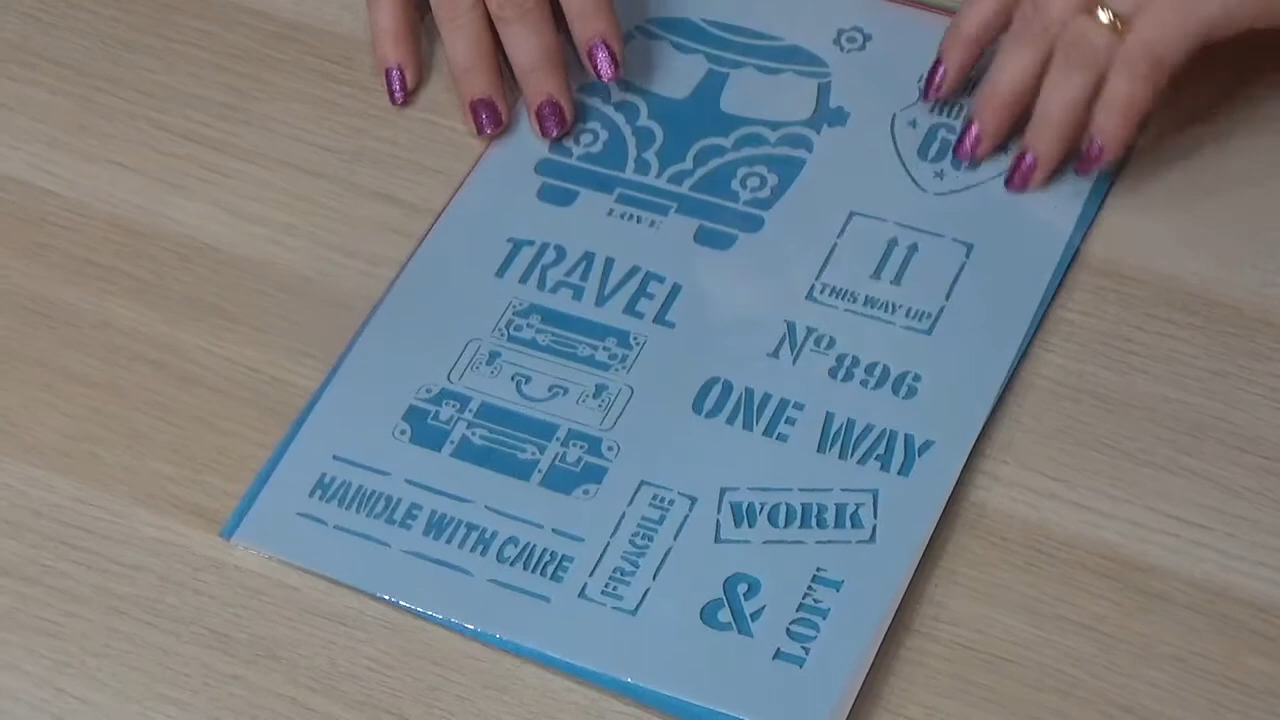 LOVE
TRAVEL
THIS WAY UP
Nº896
ONE WAY
HANDLE WITH CARE
FRAGILE
WORK
&
LOFT